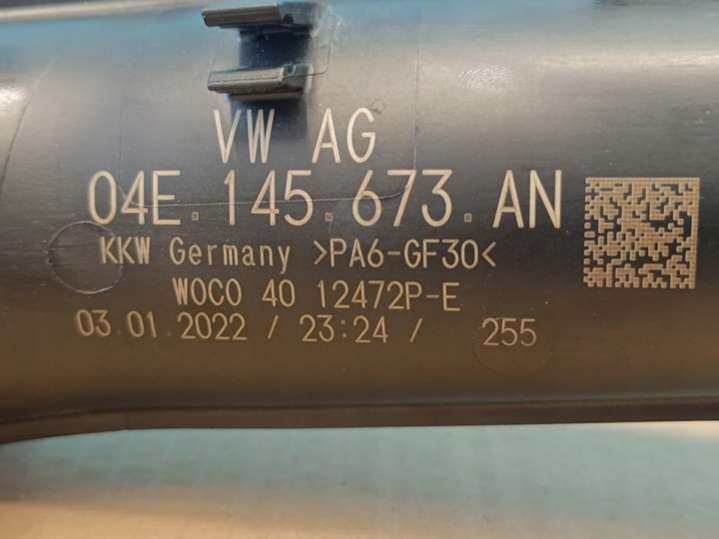 VW AG
04E.145.673.AN
KKW Germany >PA6-GF30<
WOCO 40 12472P-E
03.01.2022 / 23:24 / 255